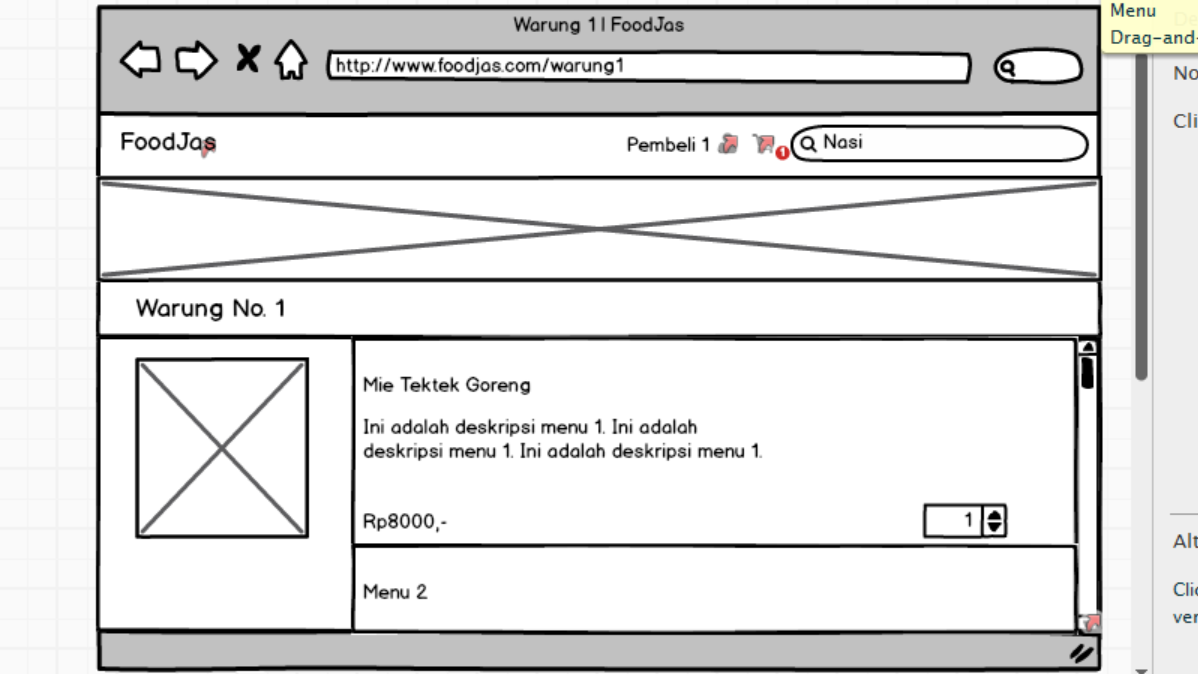 Warung 1 | FoodJas
Menu
Drag-and-
http://www.foodjas.com/warung1
No
Cli
FoodJas
Pembeli 1
1
Nasi
Warung No. 1
Mie Tektek Goreng
Ini adalah deskripsi menu 1. Ini adalah
deskripsi menu 1. Ini adalah deskripsi menu 1.
Rp8000,-
1
Menu 2
Alt
Clic
ver